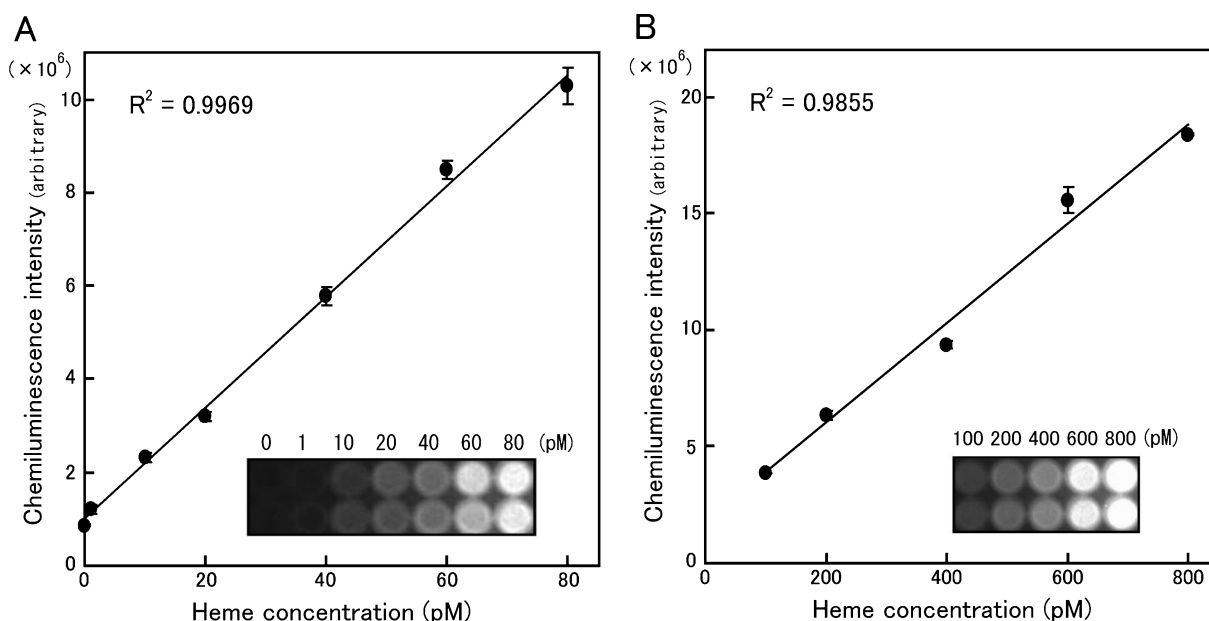 A
(×10⁶)
R² = 0.9969
10
8
6
4
2
0
Chemiluminescence intensity (arbitrary)
0 1 10 20 40 60 80 (pM)
0 20 40 60 80
Heme concentration (pM)
B
(×10⁶)
R² = 0.9855
20
15
10
5
0
Chemiluminescence intensity (arbitrary)
100 200 400 600 800 (pM)
0 200 400 600 800
Heme concentration (pM)